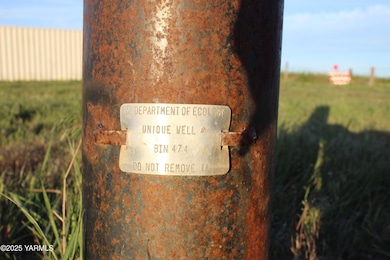 DEPARTMENT OF ECOL
UNIQUE WELL #
BIN 474
DO NOT REMOVE
©2025 YARMLS